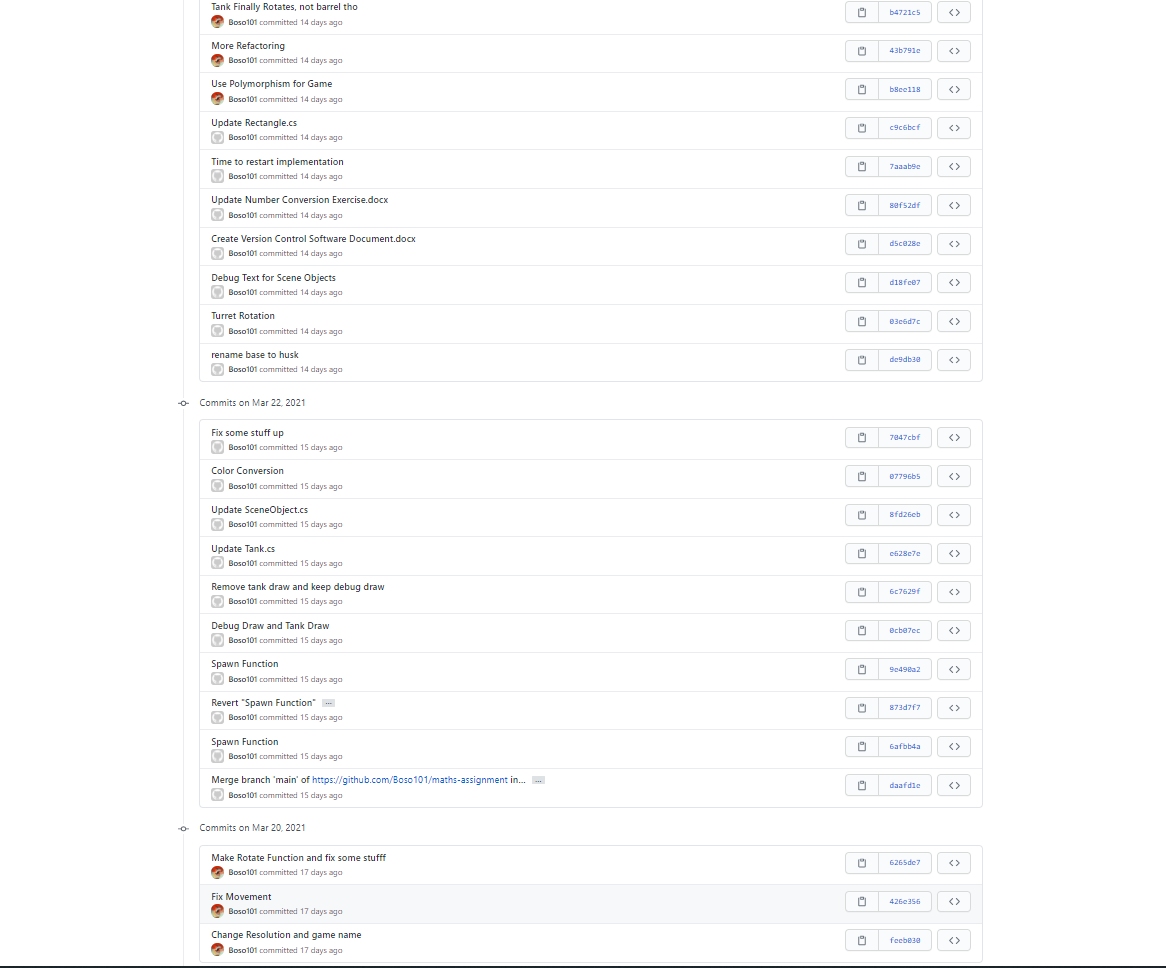 Tank Finally Rotates, not barrel tho
b4721c5
Boso101 committed 14 days ago
More Refactoring
43b791e
Boso101 committed 14 days ago
Use Polymorphism for Game
b8ee118
Boso101 committed 14 days ago
Update Rectangle.cs
c9c6bcf
Boso101 committed 14 days ago
Time to restart implementation
7aaab9e
Boso101 committed 14 days ago
Update Number Conversion Exercise.docx
80f52df
Boso101 committed 14 days ago
Create Version Control Software Document.docx
d5c028e
Boso101 committed 14 days ago
Debug Text for Scene Objects
d18fe07
Boso101 committed 14 days ago
Turret Rotation
03e6d7c
Boso101 committed 14 days ago
rename base to husk
de9db30
Boso101 committed 14 days ago
Commits on Mar 22, 2021
Fix some stuff up
7047cbf
Boso101 committed 15 days ago
Color Conversion
07796b5
Boso101 committed 15 days ago
Update SceneObject.cs
8fd26eb
Boso101 committed 15 days ago
Update Tank.cs
e628e7e
Boso101 committed 15 days ago
Remove tank draw and keep debug draw
6c7629f
Boso101 committed 15 days ago
Debug Draw and Tank Draw
0cb07ec
Boso101 committed 15 days ago
Spawn Function
9e490a2
Boso101 committed 15 days ago
Revert "Spawn Function" ...
873d7f7
Boso101 committed 15 days ago
Spawn Function
6afbb4a
Boso101 committed 15 days ago
Merge branch 'main' of https://github.com/Boso101/maths-assignment in... ...
daafd1e
Boso101 committed 15 days ago
Commits on Mar 20, 2021
Make Rotate Function and fix some stufff
6265de7
Boso101 committed 17 days ago
Fix Movement
426e356
Boso101 committed 17 days ago
Change Resolution and game name
feeb030
Boso101 committed 17 days ago